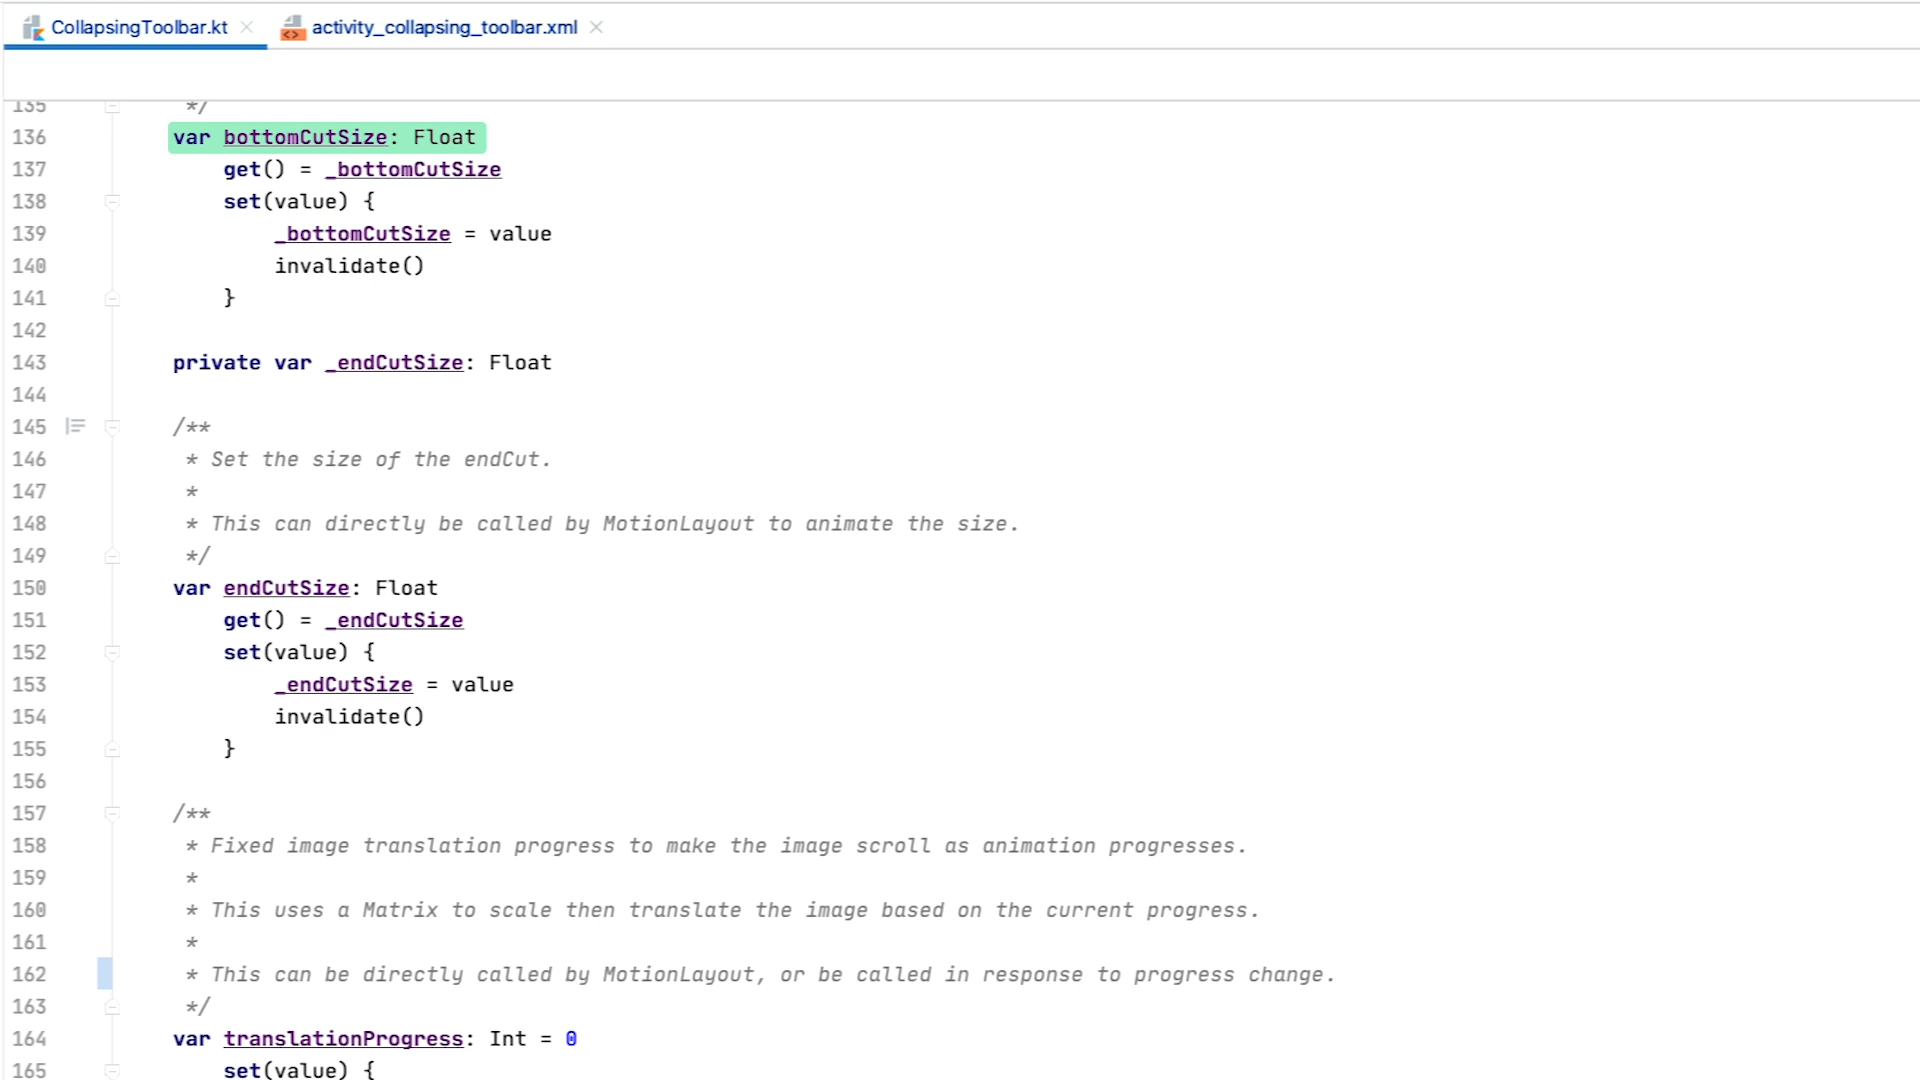 CollapsingToolbar.kt
activity_collapsing_toolbar.xml
135 */
136 var bottomCutSize: Float
137 get() = _bottomCutSize
138 set(value) {
139 _bottomCutSize = value
140 invalidate()
141 }
142
143 private var _endCutSize: Float
144
145 /**
146 * Set the size of the endCut.
147 *
148 * This can directly be called by MotionLayout to animate the size.
149 */
150 var endCutSize: Float
151 get() = _endCutSize
152 set(value) {
153 _endCutSize = value
154 invalidate()
155 }
156
157 /**
158 * Fixed image translation progress to make the image scroll as animation progresses.
159 *
160 * This uses a Matrix to scale then translate the image based on the current progress.
161 *
162 * This can be directly called by MotionLayout, or be called in response to progress change.
163 */
164 var translationProgress: Int = 0
165 set(value) {